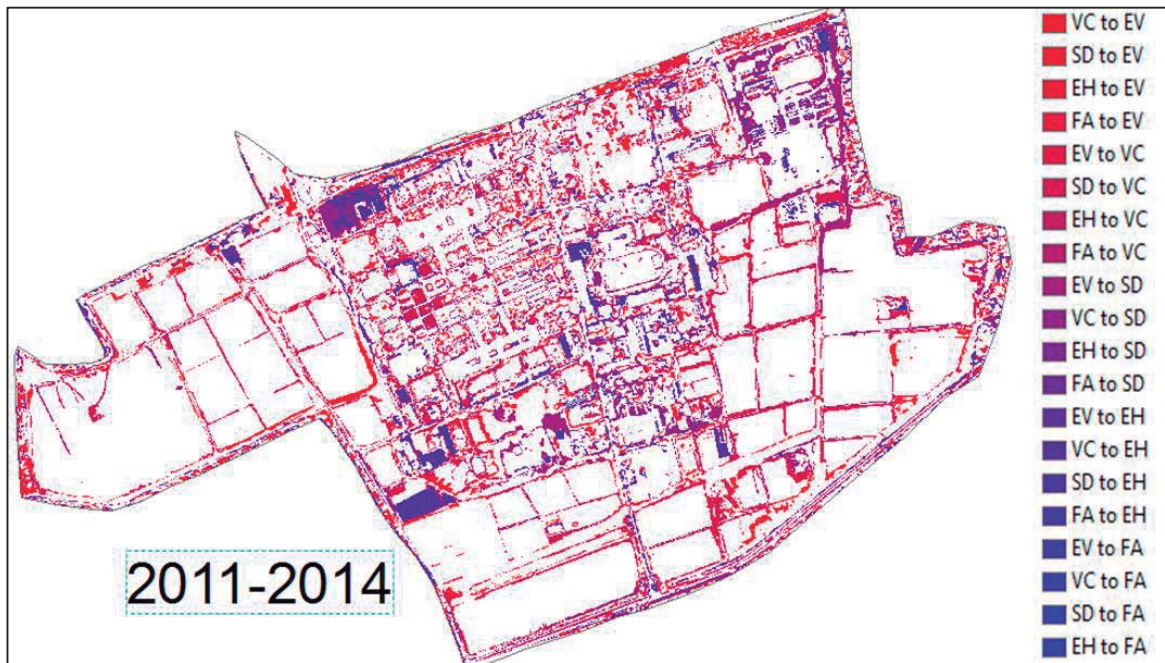 VC to EV
SD to EV
EH to EV
FA to EV
EV to VC
SD to VC
EH to VC
FA to VC
EV to SD
VC to SD
EH to SD
FA to SD
EV to EH
VC to EH
SD to EH
FA to EH
EV to FA
VC to FA
SD to FA
EH to FA
2011-2014